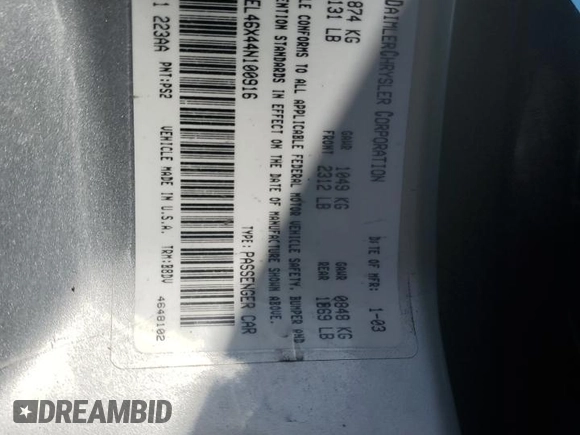 DAIMLERCHRYSLER CORPORATION
DATE OF MFR: 1-03
874 KG
131 LB
GAWR FRONT 1049 KG 2312 LB
GAWR REAR 0848 KG 1869 LB
LE CONFORMS TO ALL APPLICABLE FEDERAL MOTOR VEHICLE SAFETY, BUMPER AND
ENTION STANDARDS IN EFFECT ON THE DATE OF MANUFACTURE SHOWN ABOVE.
EL46X44N100916
TYPE: PASSENGER CAR
1 223AA
PNT:PS2
VEHICLE MADE IN U.S.A.
TRM:88DV
4648102
DREAMBID